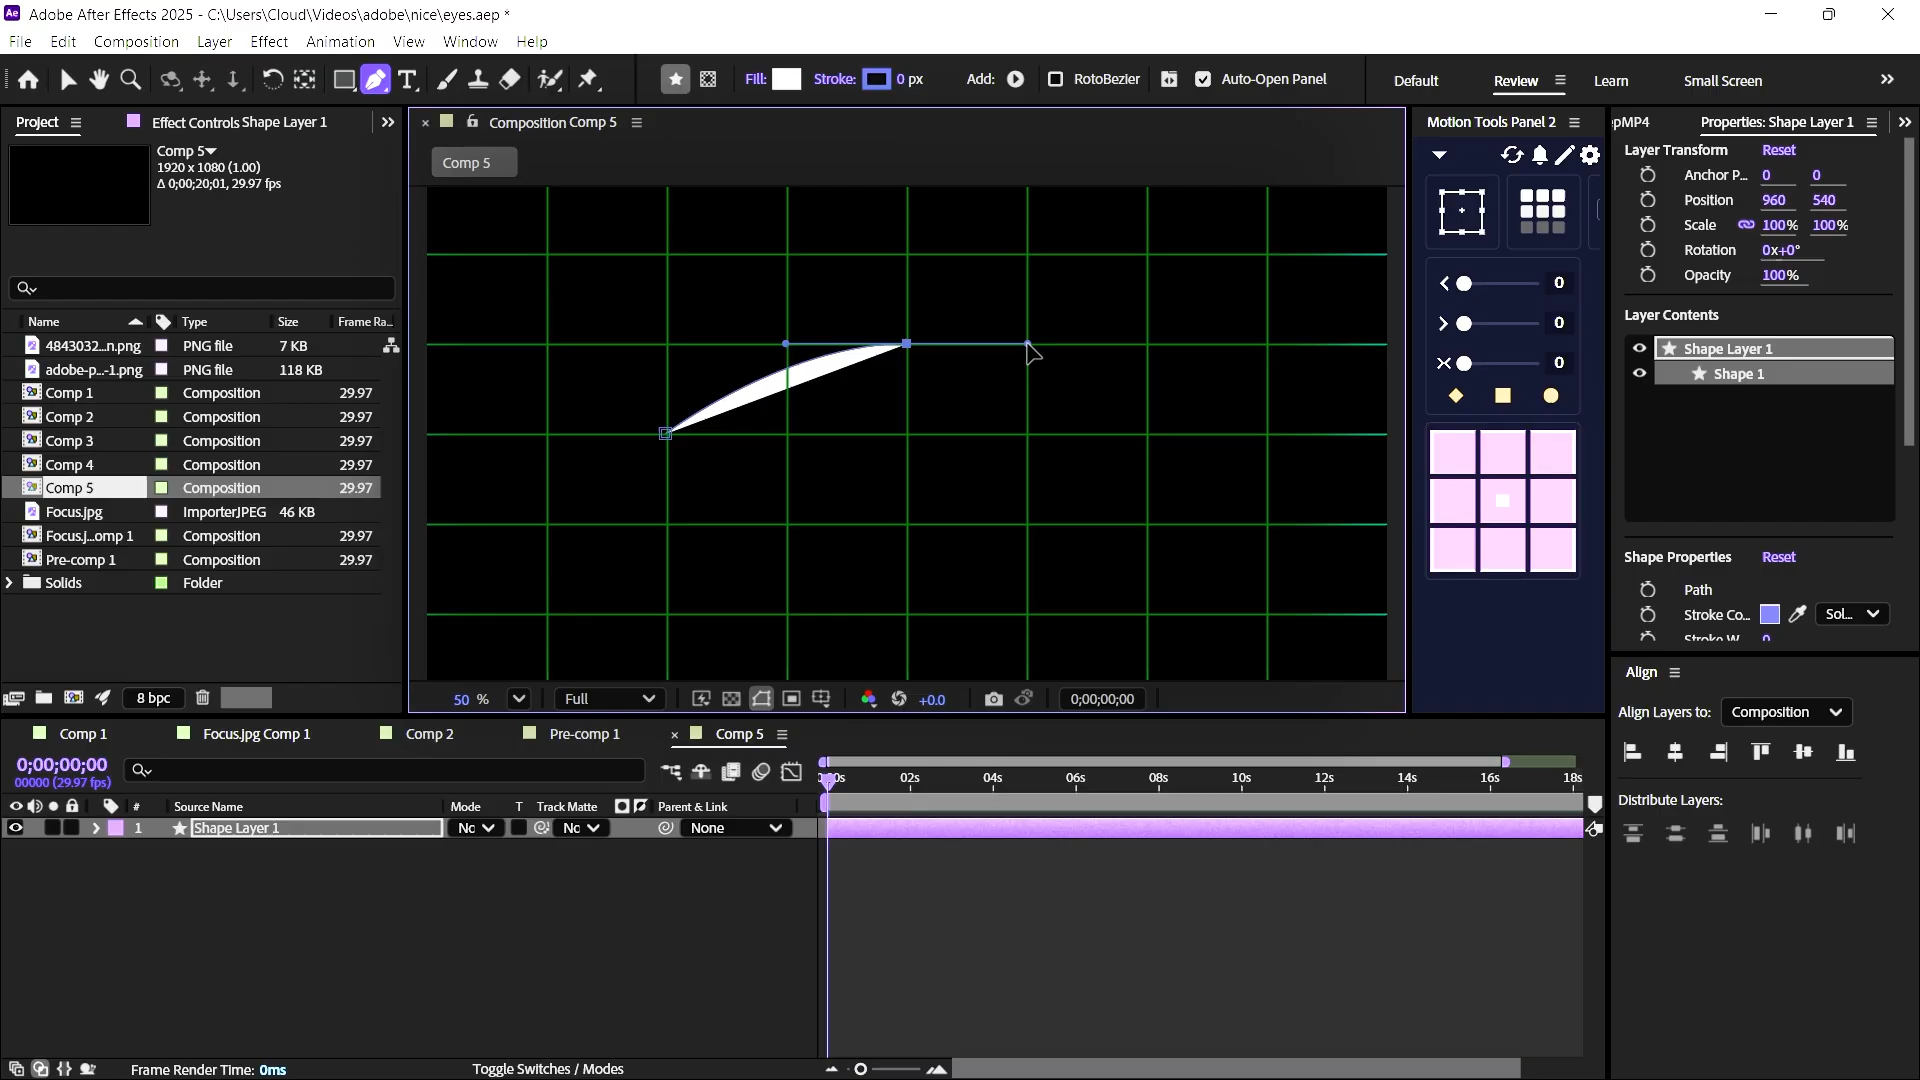 Adobe After Effects 2025 - C:\Users\Cloud\Videos\adobe\nice\eyes.aep *
File Edit Composition Layer Effect Animation View Window Help
Fill: Stroke: 0 px Add: RotoBezier Auto-Open Panel Default Review Learn Small Screen
Project Effect Controls Shape Layer 1
Comp 5
1920 x 1080 (1.00)
Δ 0;00;20;01, 29.97 fps
Name Type Size Frame Ra...
4843032...n.png PNG file 7 KB
adobe-p...-1.png PNG file 118 KB
Comp 1 Composition 29.97
Comp 2 Composition 29.97
Comp 3 Composition 29.97
Comp 4 Composition 29.97
Comp 5 Composition 29.97
Focus.jpg ImporterJPEG 46 KB
Focus.j...omp 1 Composition 29.97
Pre-comp 1 Composition 29.97
Solids Folder
8 bpc
Composition Comp 5
Comp 5
50 % Full +0.0 0;00;00;00
Motion Tools Panel 2
0
0
0
pMP4 Properties: Shape Layer 1
Layer Transform Reset
Anchor P... 0 0
Position 960 540
Scale 100% 100%
Rotation 0x+0°
Opacity 100%
Layer Contents
Shape Layer 1
Shape 1
Shape Properties Reset
Path
Stroke Co... Sol...
Stroke W... 0
Align
Align Layers to: Composition
Distribute Layers:
Comp 1 Focus.jpg Comp 1 Comp 2 Pre-comp 1 Comp 5
0;00;00;00
00000 (29.97 fps)
02s 04s 06s 08s 10s 12s 14s 16s 18s
# Source Name Mode T Track Matte Parent & Link
1 Shape Layer 1 Nc Nc None
Frame Render Time: 0ms Toggle Switches / Modes